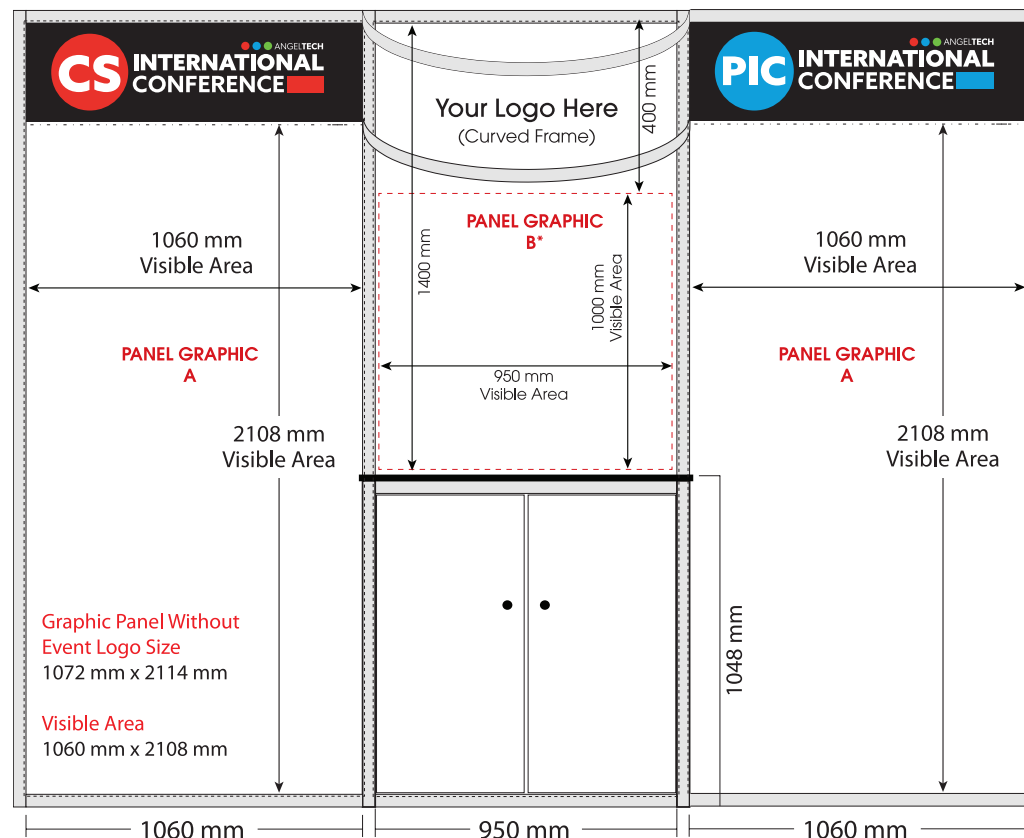 CS
ANGELTECH
INTERNATIONAL
CONFERENCE
Your Logo Here
(Curved Frame)
400 mm
PIC
ANGELTECH
INTERNATIONAL
CONFERENCE
1060 mm
Visible Area
PANEL GRAPHIC
A
2108 mm
Visible Area
1400 mm
PANEL GRAPHIC
B*
1000 mm
Visible Area
950 mm
Visible Area
1060 mm
Visible Area
PANEL GRAPHIC
A
2108 mm
Visible Area
Graphic Panel Without
Event Logo Size
1072 mm x 2114 mm
Visible Area
1060 mm x 2108 mm
1048 mm
1060 mm
950 mm
1060 mm